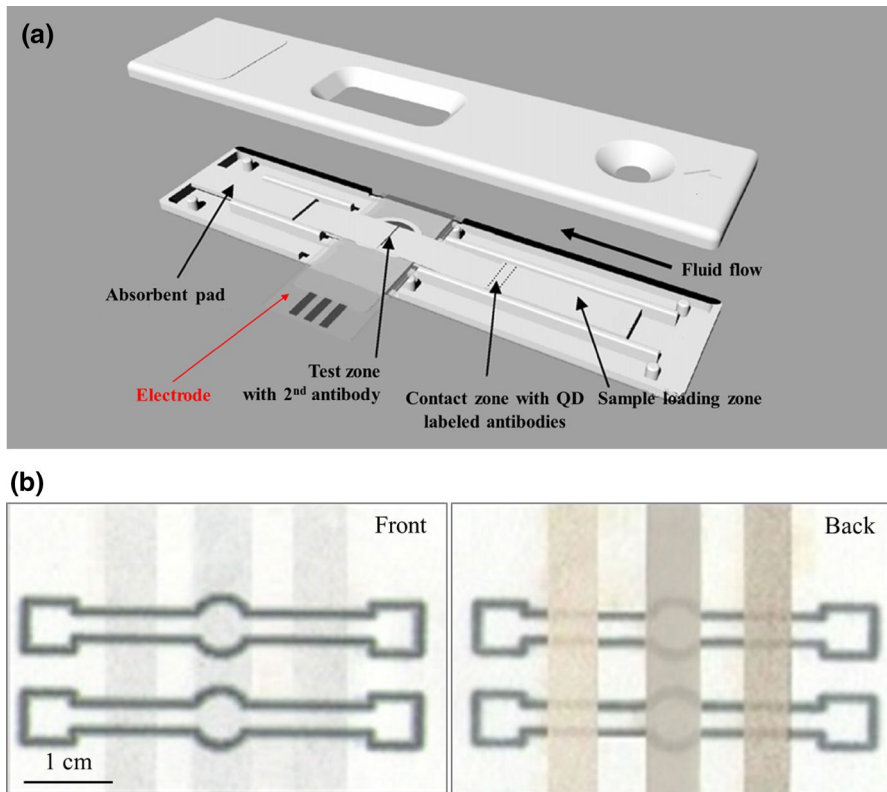 (a)
Fluid flow
Absorbent pad
Electrode
Test zone
with 2nd antibody
Contact zone with QD
labeled antibodies
Sample loading zone
(b)
Front
Back
1 cm